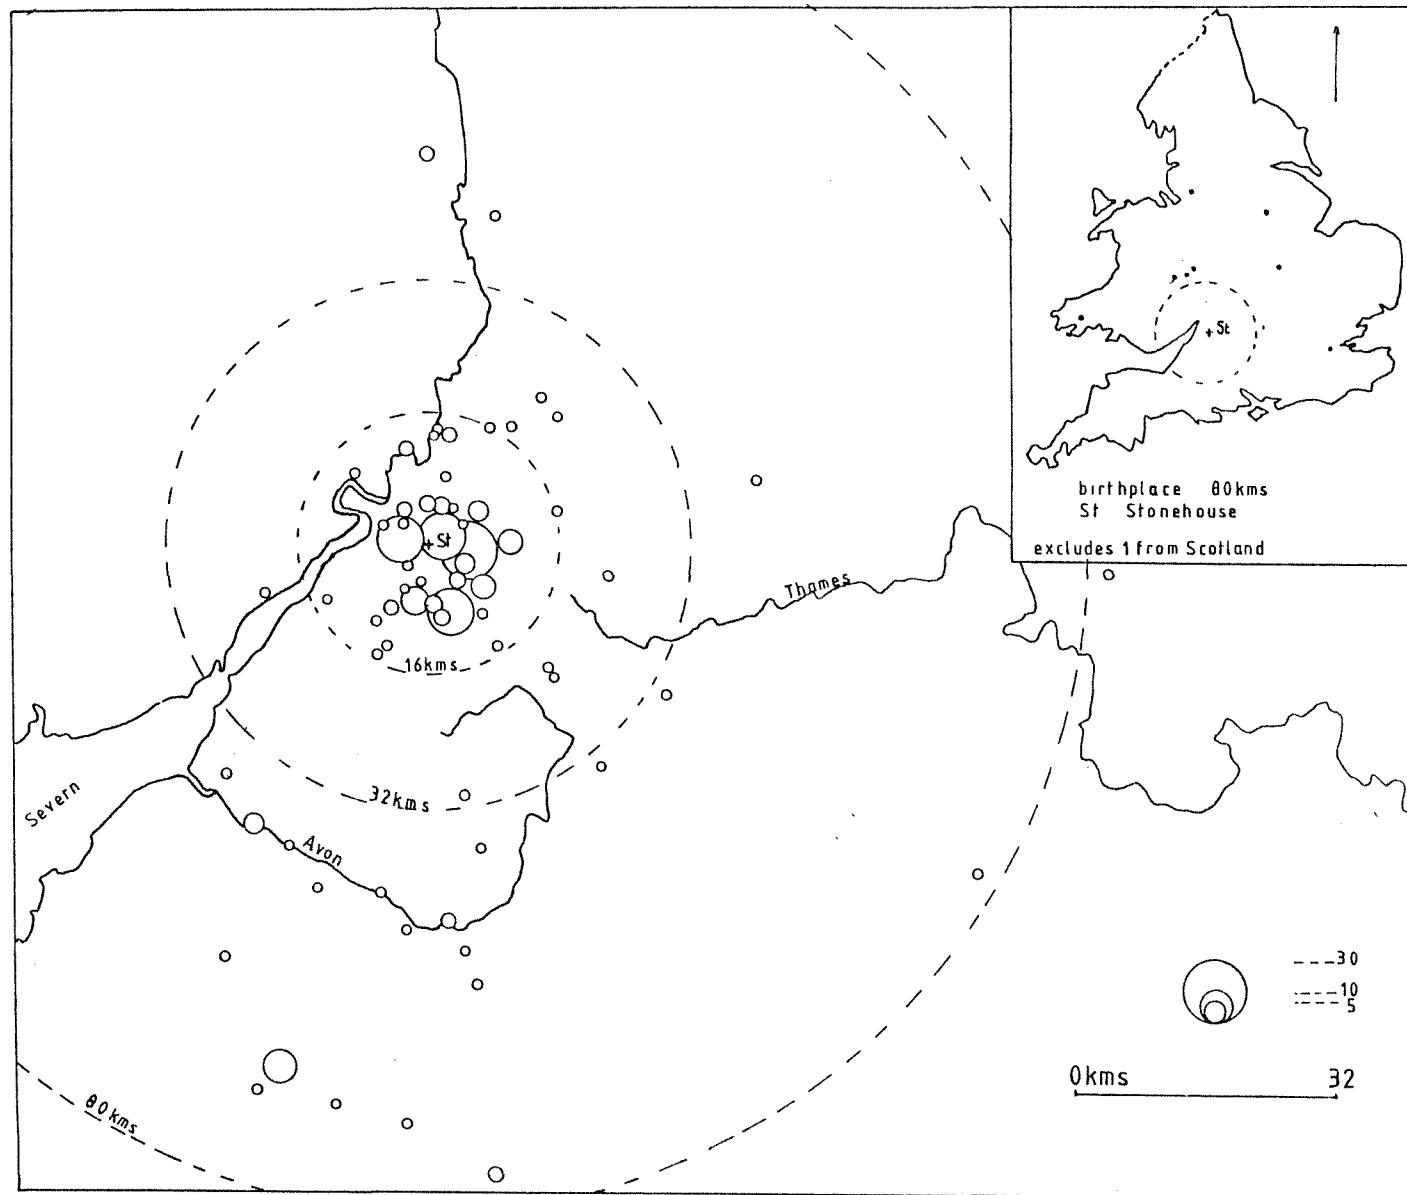 St
birthplace 80kms
St Stonehouse
excludes 1 from Scotland
St
Thames
16kms
32kms
Severn
Avon
30
10
5
0kms 32
80kms